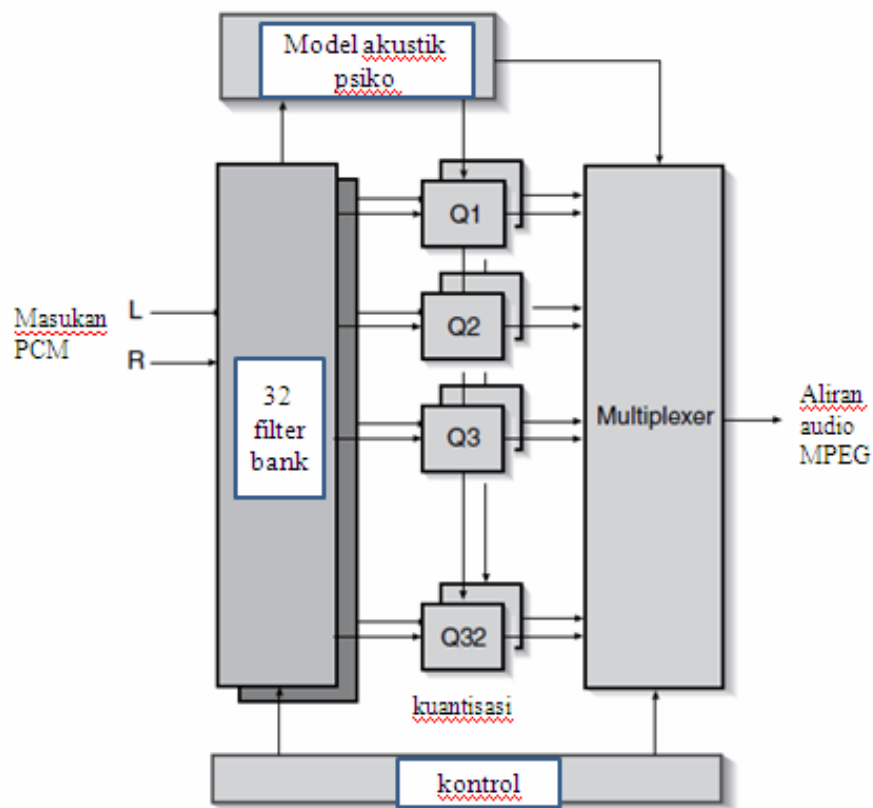 Model akustik
psiko
Q1
Q2
Masukan
PCM
L
R
32
filter
bank
Q3
Multiplexer
Aliran
audio
MPEG
Q32
kuantisasi
kontrol